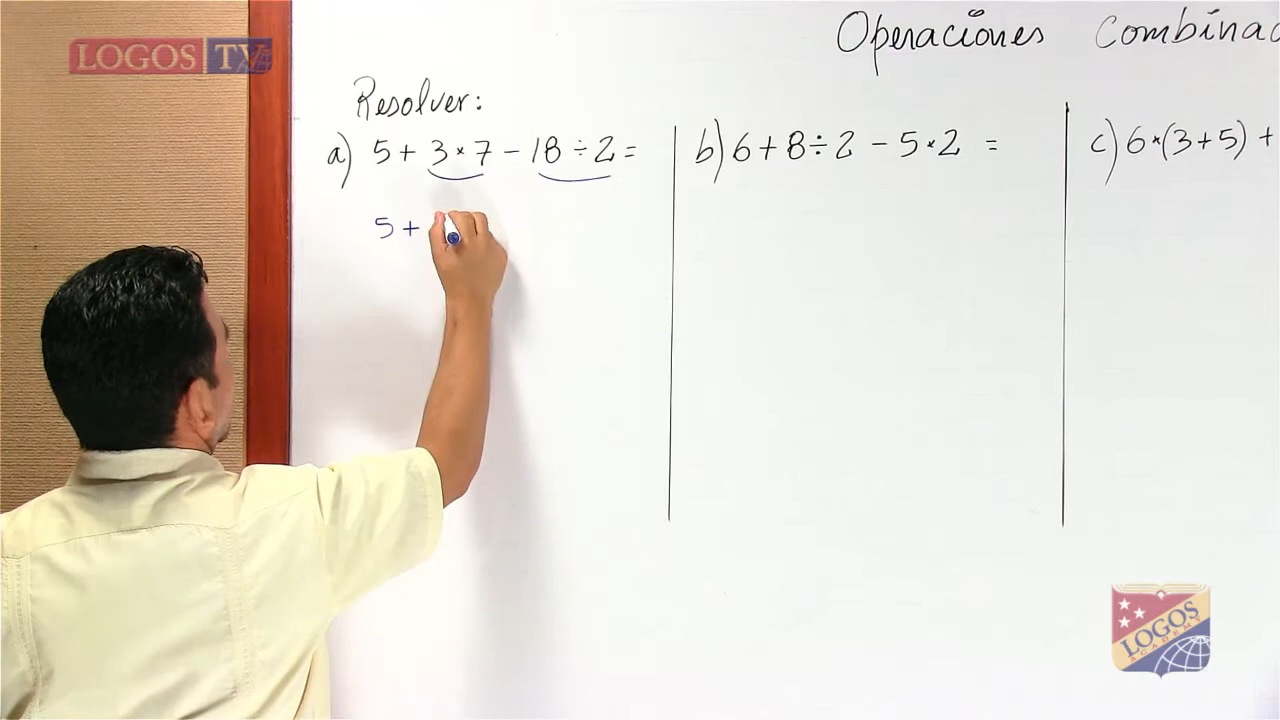 LOGOS TV
Operaciones
Resolver:
a) 5 + 3 * 7 - 18 ÷ 2 =
5 +
b) 6 + 8 ÷ 2 - 5 * 2 =
c) 6 * (3 + 5) +
LOGOS
ACADEMY